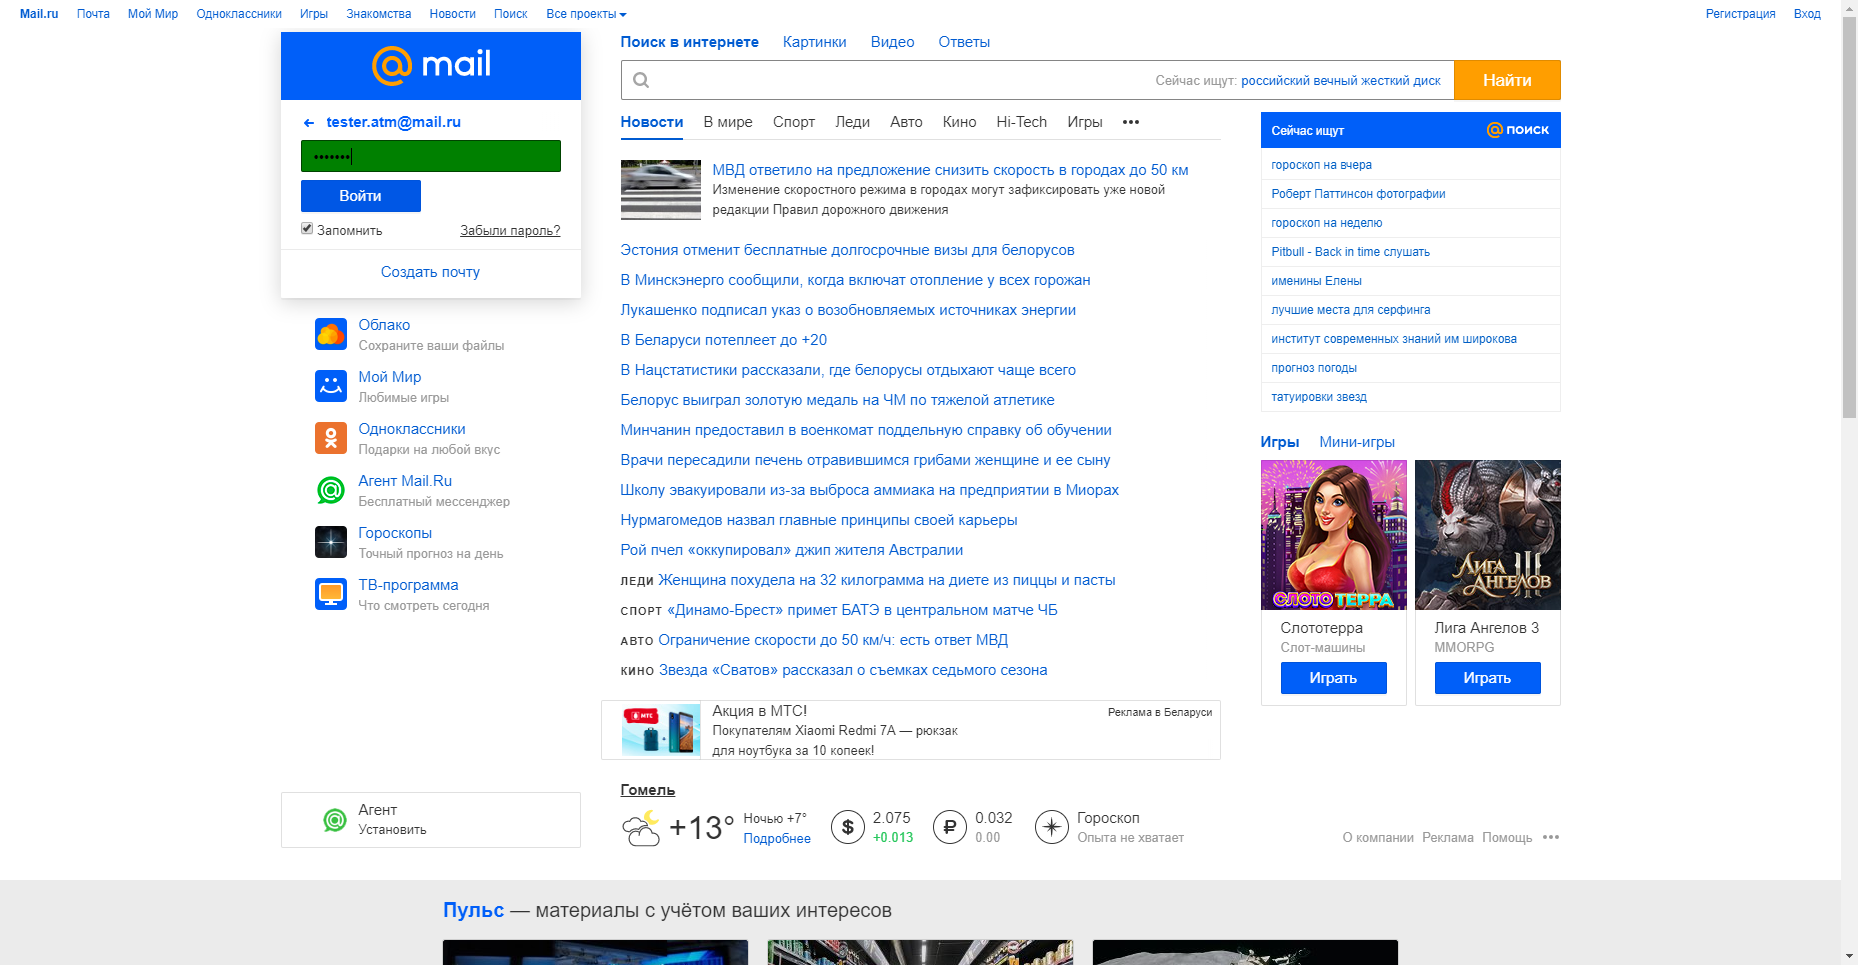 Mail.ru Почта Мой Мир Одноклассники Игры Знакомства Новости Поиск Все проекты
Регистрация Вход
@mail
tester.atm@mail.ru
•••••••
Войти
Запомнить Забыли пароль?
Создать почту
Облако
Сохраните ваши файлы
Мой Мир
Любимые игры
Одноклассники
Подарки на любой вкус
Агент Mail.Ru
Бесплатный мессенджер
Гороскопы
Точный прогноз на день
ТВ-программа
Что смотреть сегодня
Агент
Установить
Поиск в интернете Картинки Видео Ответы
Сейчас ищут: российский вечный жесткий диск Найти
Новости В мире Спорт Леди Авто Кино Hi-Tech Игры •••
МВД ответило на предложение снизить скорость в городах до 50 км
Изменение скоростного режима в городах могут зафиксировать уже новой
редакции Правил дорожного движения
Эстония отменит бесплатные долгосрочные визы для белорусов
В Минскэнерго сообщили, когда включат отопление у всех горожан
Лукашенко подписал указ о возобновляемых источниках энергии
В Беларуси потеплеет до +20
В Нацстатистики рассказали, где белорусы отдыхают чаще всего
Белорус выиграл золотую медаль на ЧМ по тяжелой атлетике
Минчанин предоставил в военкомат поддельную справку об обучении
Врачи пересадили печень отравившимся грибами женщине и ее сыну
Школу эвакуировали из-за выброса аммиака на предприятии в Миорах
Нурмагомедов назвал главные принципы своей карьеры
Рой пчел «оккупировал» джип жителя Австралии
ЛЕДИ Женщина похудела на 32 килограмма на диете из пиццы и пасты
СПОРТ «Динамо-Брест» примет БАТЭ в центральном матче ЧБ
АВТО Ограничение скорости до 50 км/ч: есть ответ МВД
КИНО Звезда «Сватов» рассказал о съемках седьмого сезона
МТС
Акция в МТС! Реклама в Беларуси
Покупателям Xiaomi Redmi 7A — рюкзак
для ноутбука за 10 копеек!
Гомель
+13° Ночью +7° Подробнее
$ 2.075 +0.013
₽ 0.032 0.00
Гороскоп
Опыта не хватает
Сейчас ищут @ПОИСК
гороскоп на вчера
Роберт Паттинсон фотографии
гороскоп на неделю
Pitbull - Back in time слушать
именины Елены
лучшие места для серфинга
институт современных знаний им широкова
прогноз погоды
татуировки звезд
Игры Мини-игры
СЛОТОТЕРРА
Слототерра
Слот-машины
Играть
ЛИГА АНГЕЛОВ III
Лига Ангелов 3
MMORPG
Играть
О компании Реклама Помощь •••
Пульс — материалы с учётом ваших интересов